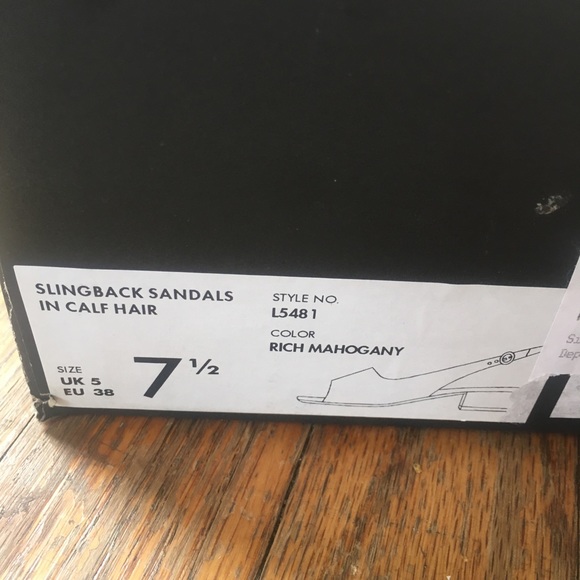 SLINGBACK SANDALS
IN CALF HAIR
SIZE
UK 5
EU 38
7 ½
STYLE NO.
L5481
COLOR
RICH MAHOGANY